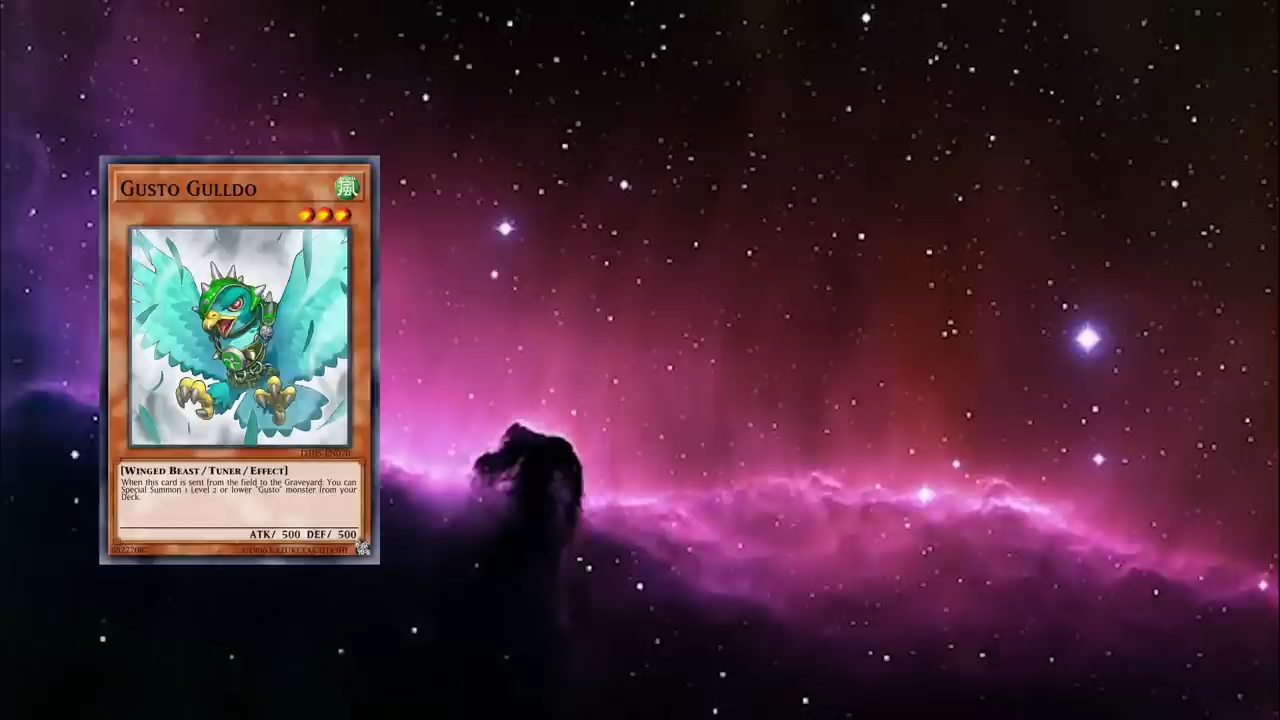 Gusto Gulldo
[Winged Beast / Tuner / Effect]
When this card is sent from the field to the Graveyard: You can
Special Summon 1 Level 2 or lower "Gusto" monster from your
Deck.
ATK/ 500 DEF/ 500